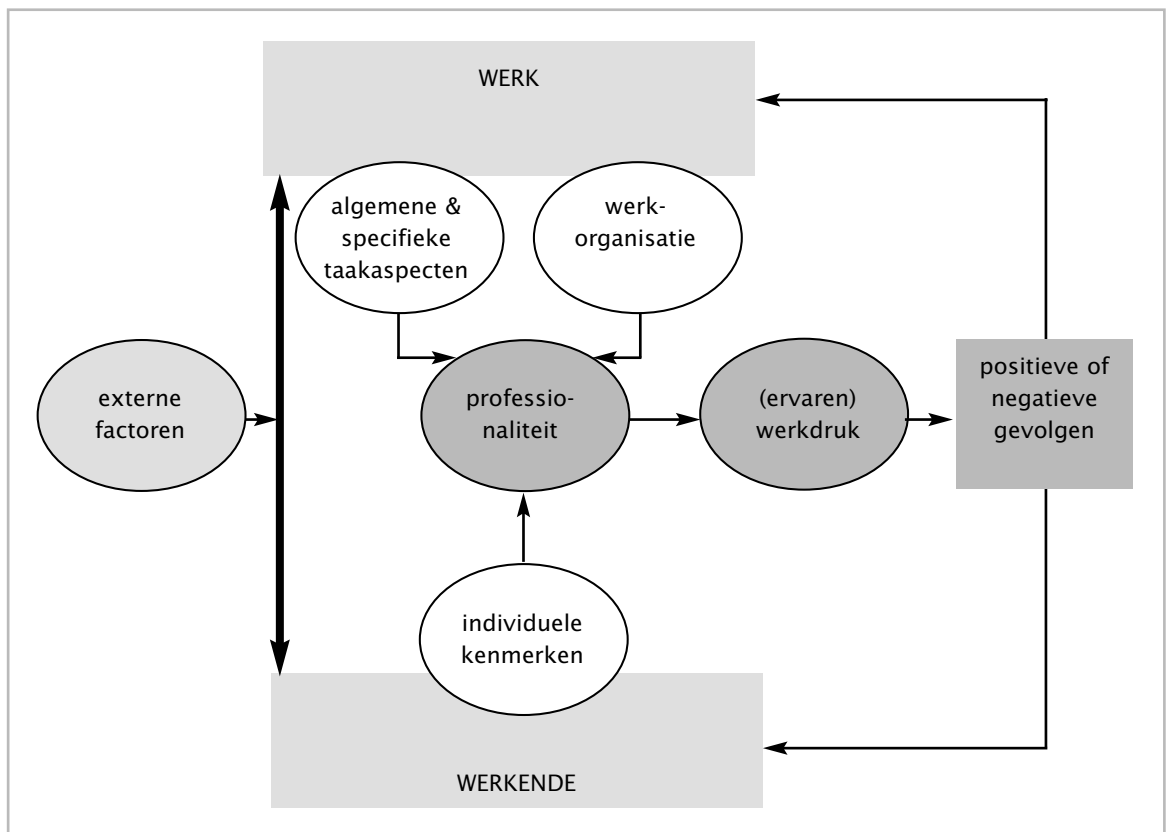 WERK
algemene &
specifieke
taakaspecten
werk-
organisatie
externe
factoren
professio-
naliteit
(ervaren)
werkdruk
positieve of
negatieve
gevolgen
individuele
kenmerken
WERKENDE